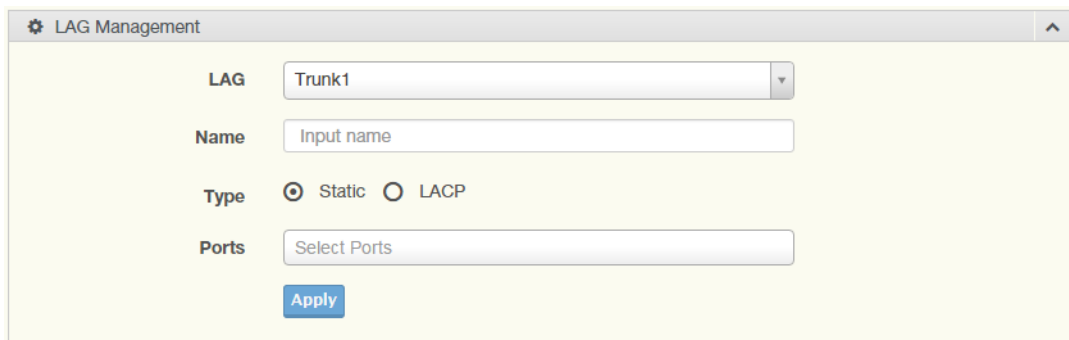 LAG Management
LAG Trunk1
Name Input name
Type Static LACP
Ports Select Ports
Apply